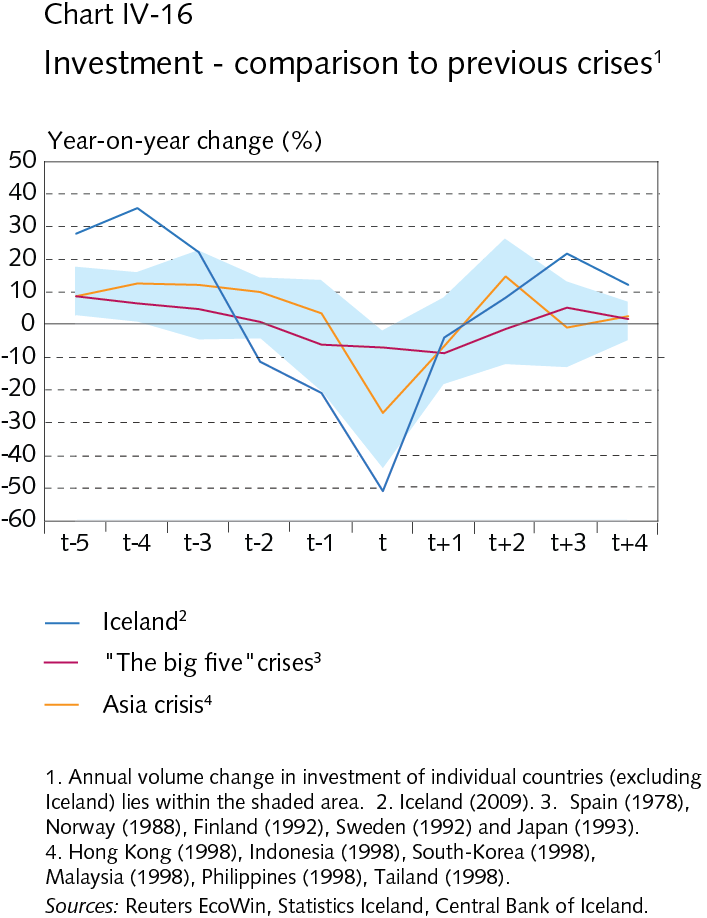 Chart IV-16
Investment - comparison to previous crises¹
Year-on-year change (%)
50
40
30
20
10
0
-10
-20
-30
-40
-50
-60
t-5 t-4 t-3 t-2 t-1 t t+1 t+2 t+3 t+4
Iceland²
"The big five"crises³
Asia crisis⁴
1. Annual volume change in investment of individual countries (excluding
Iceland) lies within the shaded area. 2. Iceland (2009). 3. Spain (1978),
Norway (1988), Finland (1992), Sweden (1992) and Japan (1993).
4. Hong Kong (1998), Indonesia (1998), South-Korea (1998),
Malaysia (1998), Philippines (1998), Tailand (1998).
Sources: Reuters EcoWin, Statistics Iceland, Central Bank of Iceland.